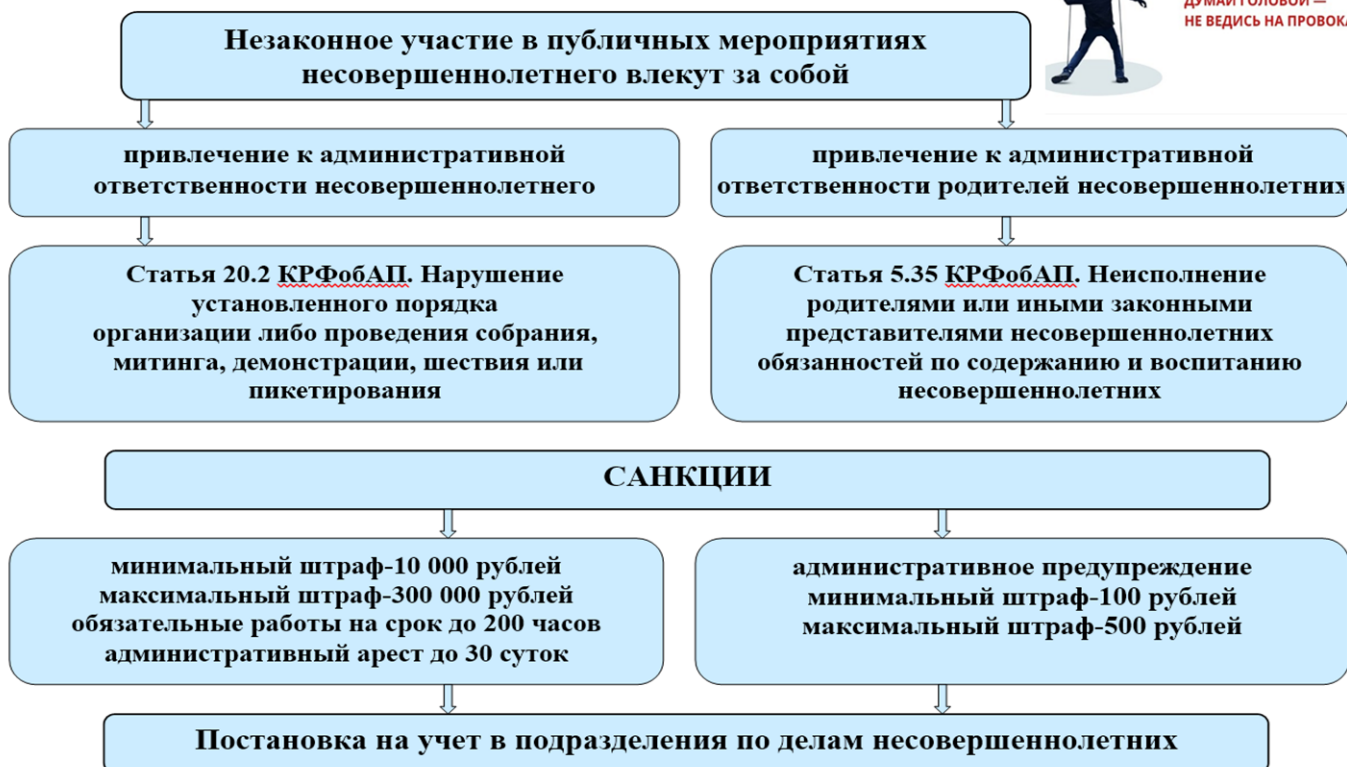 ДУМАЙ ГОЛОВОЙ —
НЕ ВЕДИСЬ НА
Незаконное участие в публичных мероприятиях
несовершеннолетнего влекут за собой
привлечение к административной
ответственности несовершеннолетнего
привлечение к административной
ответственности родителей несовершеннолетних
Статья 20.2 КРФобАП. Нарушение
установленного порядка
организации либо проведения собрания,
митинга, демонстрации, шествия или
пикетирования
Статья 5.35 КРФобАП. Неисполнение
родителями или иными законными
представителями несовершеннолетних
обязанностей по содержанию и воспитанию
несовершеннолетних
САНКЦИИ
минимальный штраф-10 000 рублей
максимальный штраф-300 000 рублей
обязательные работы на срок до 200 часов
административный арест до 30 суток
административное предупреждение
минимальный штраф-100 рублей
максимальный штраф-500 рублей
Постановка на учет в подразделения по делам несовершеннолетних